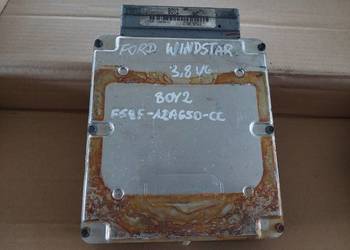 FORD WINDSTAR
3.8 V6
BOY2
F58F-12A650-CC